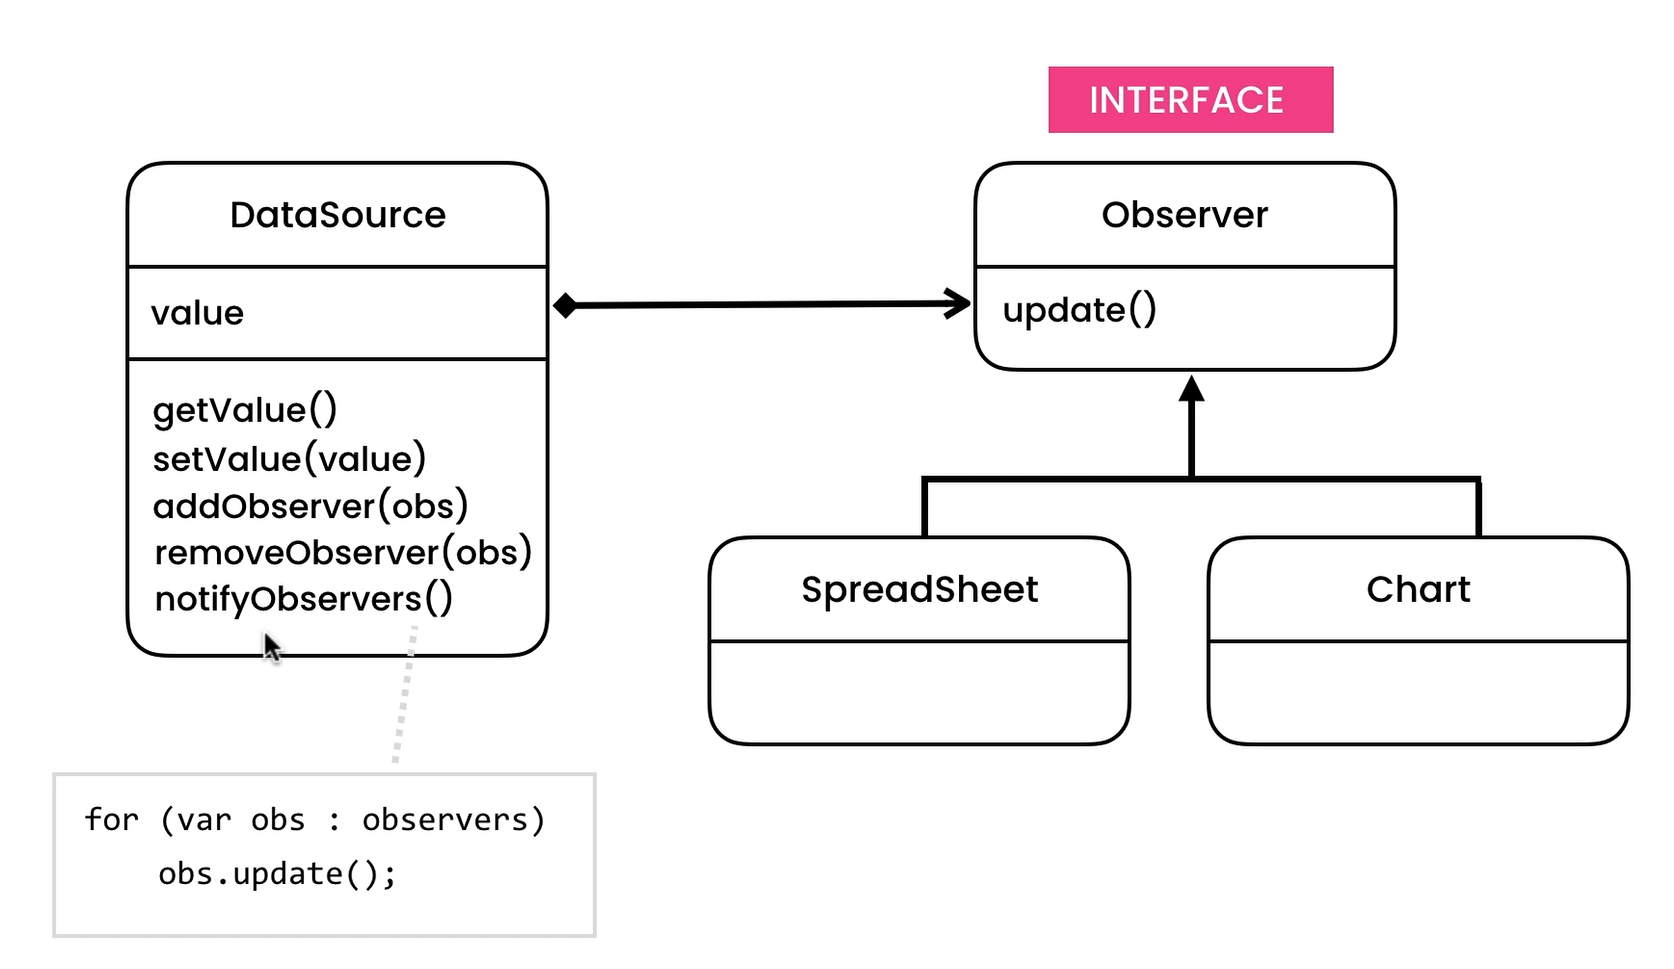 INTERFACE
DataSource
value
getValue()
setValue(value)
addObserver(obs)
removeObserver(obs)
notifyObservers()
Observer
update()
SpreadSheet
Chart
for (var obs : observers)
obs.update();